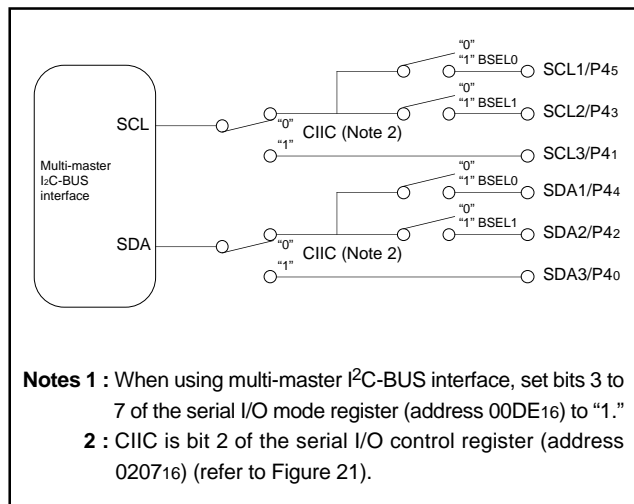 "0"
"1" BSEL0
SCL1/P45
"0"
SCL
"0"
CIIC (Note 2)
"1" BSEL1
SCL2/P43
"1"
SCL3/P41
Multi-master
I2C-BUS
interface
"0"
"1" BSEL0
SDA1/P44
"0"
SDA
"0"
CIIC (Note 2)
"1" BSEL1
SDA2/P42
"1"
SDA3/P40
Notes 1 : When using multi-master I2C-BUS interface, set bits 3 to
7 of the serial I/O mode register (address 00DE16) to “1.”
2 : CIIC is bit 2 of the serial I/O control register (address
020716) (refer to Figure 21).